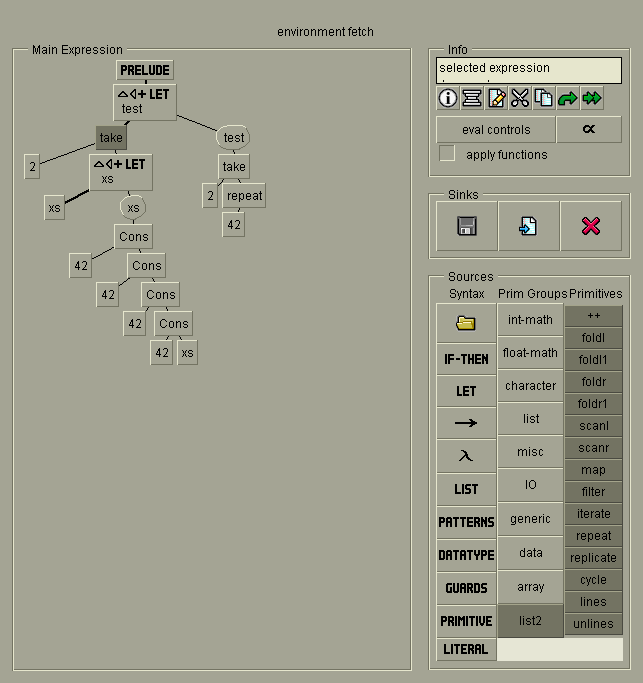 environment fetch
Main Expression
PRELUDE
LET
test
take
test
2
LET
xs
take
xs
xs
2
repeat
Cons
42
42
Cons
42
Cons
42
Cons
42
xs
Info
selected expression
eval controls
∝
apply functions
Sinks
Sources
Syntax
Prim Groups
Primitives
IF-THEN
LET
→
λ
LIST
PATTERNS
DATATYPE
GUARDS
PRIMITIVE
LITERAL
int-math
float-math
character
list
misc
IO
generic
data
array
list2
++
foldl
foldl1
foldr
foldr1
scanl
scanr
map
filter
iterate
repeat
replicate
cycle
lines
unlines